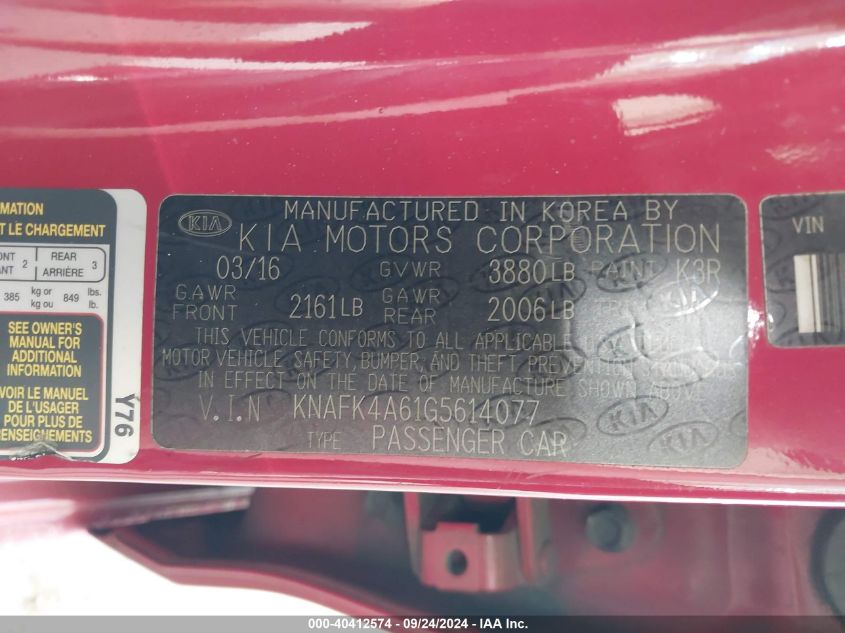 MATION
T LE CHARGEMENT
ONT 2 REAR 3
ANT ARRIÈRE
385 kg or 849 lbs.
kg ou lb.
SEE OWNER'S
MANUAL FOR
ADDITIONAL
INFORMATION
VOIR LE MANUEL
DE L'USAGER
POUR PLUS DE
RENSEIGNEMENTS
Y76
KIA
MANUFACTURED IN KOREA BY
KIA MOTORS CORPORATION
03/16 GVWR 3880LB PAINT K3R
G.AWR FRONT 2161LB GAWR REAR 2006LB
THIS VEHICLE CONFORMS TO ALL APPLICABLE
MOTOR VEHICLE SAFETY, BUMPER, AND THEFT PREVENTION STANDARDS
IN EFFECT ON THE DATE OF MANUFACTURE SHOWN ABOVE
V.I.N KNAFK4A61G5614077
TYPE PASSENGER CAR
VIN
000-40412574 - 09/24/2024 - IAA Inc.